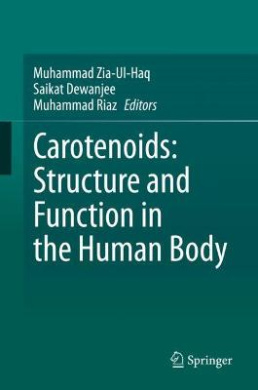 Muhammad Zia-Ul-Haq
Saikat Dewanjee
Muhammad Riaz Editors
Carotenoids:
Structure and
Function in
the Human Body
Springer